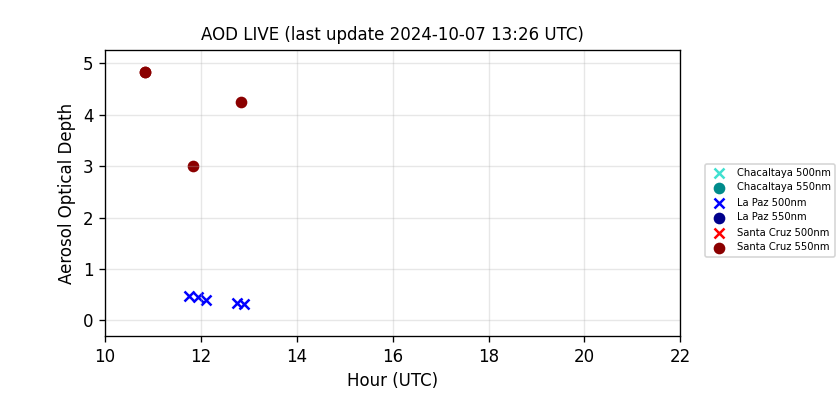 AOD LIVE (last update 2024-10-07 13:26 UTC)
Aerosol Optical Depth
5
4
3
2
1
0
10 12 14 16 18 20 22
Hour (UTC)
Chacaltaya 500nm
Chacaltaya 550nm
La Paz 500nm
La Paz 550nm
Santa Cruz 500nm
Santa Cruz 550nm